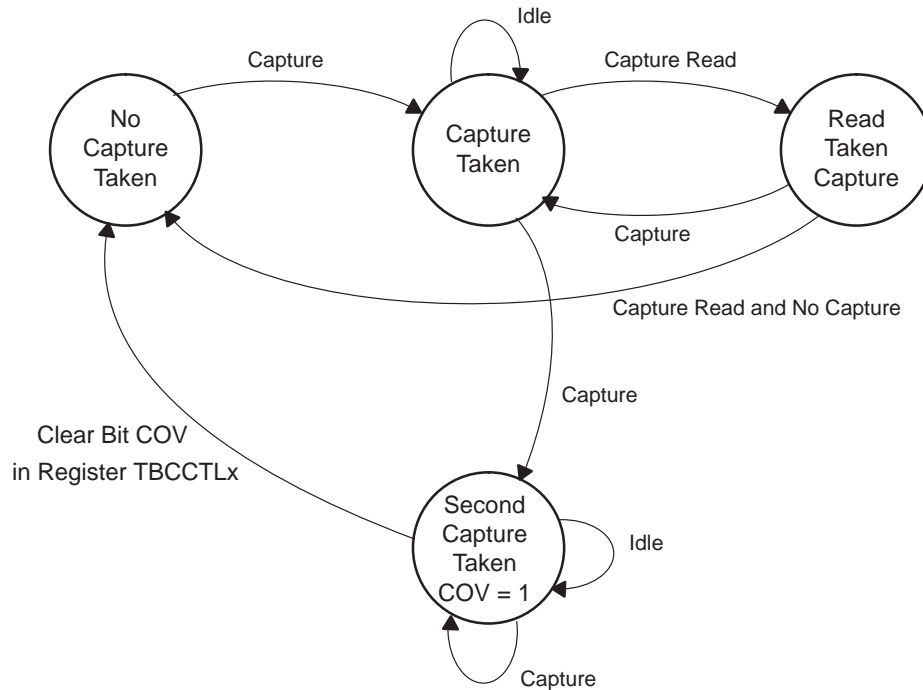 Idle
Capture
Capture Read
No
Capture
Taken
Capture
Taken
Read
Taken
Capture
Capture
Capture Read and No Capture
Capture
Clear Bit COV
in Register TBCCTLx
Second
Capture
Taken
COV = 1
Idle
Capture